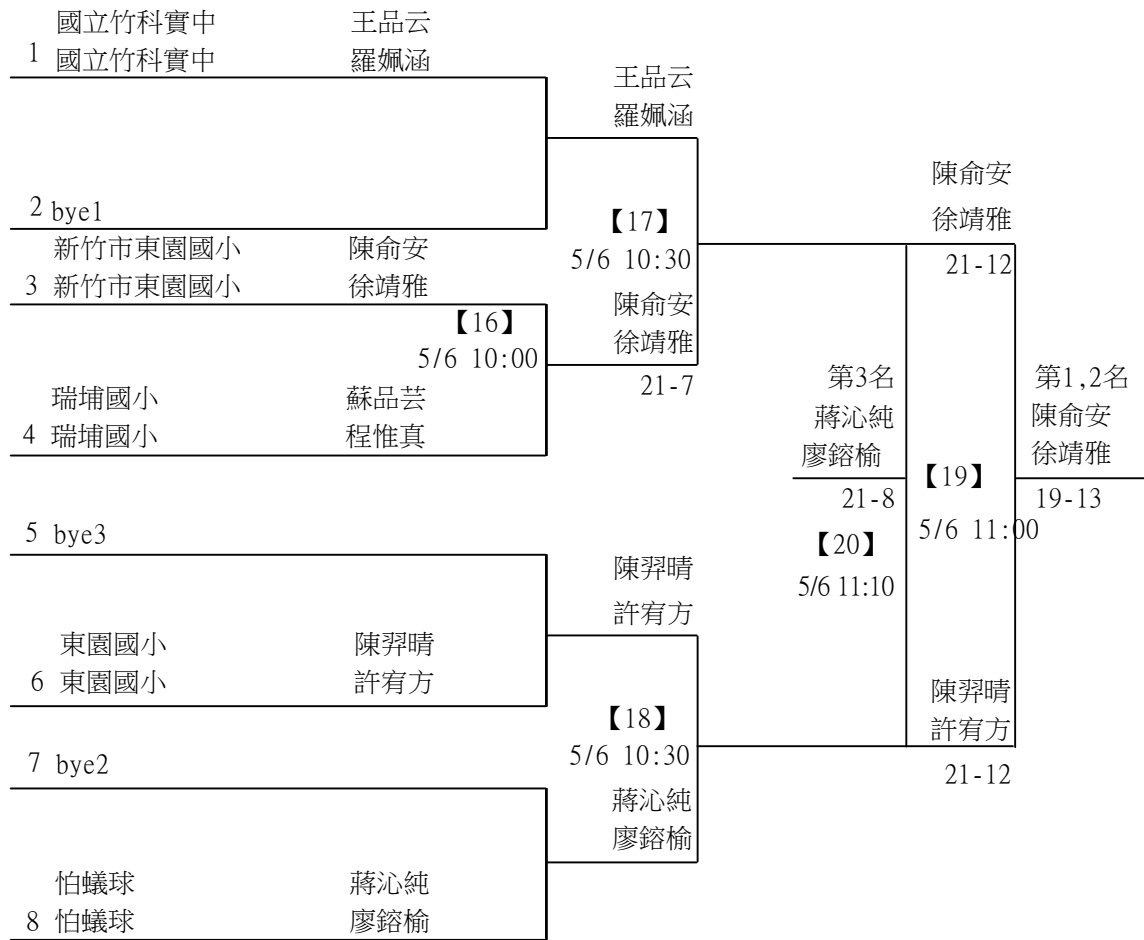 國立竹科實中 王品云
1 國立竹科實中 羅姵涵
王品云
羅姵涵
2 bye1
新竹市東園國小 陳俞安
3 新竹市東園國小 徐靖雅
【16】
5/6 10:00
瑞埔國小 蘇品芸
4 瑞埔國小 程惟真
【17】
5/6 10:30
陳俞安
徐靖雅
21-7
陳俞安
徐靖雅
21-12
第3名
蔣沁純
廖鎔榆
21-8
【20】
5/6 11:10
【19】
5/6 11:00
第1,2名
陳俞安
徐靖雅
19-13
5 bye3
東園國小 陳羿晴
6 東園國小 許宥方
陳羿晴
許宥方
【18】
5/6 10:30
7 bye2
蔣沁純
廖鎔榆
怕蟻球 蔣沁純
8 怕蟻球 廖鎔榆
陳羿晴
許宥方
21-12